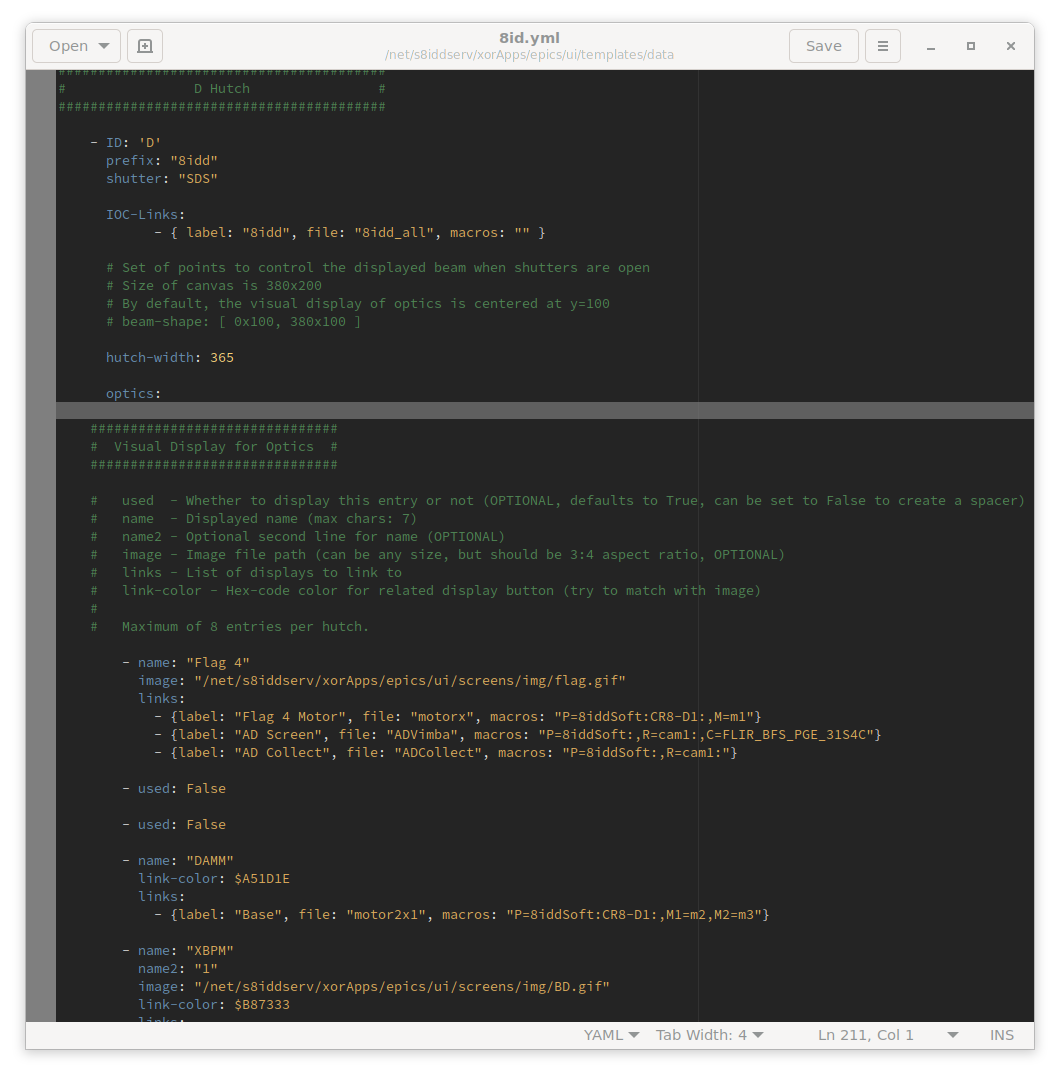 Open
8id.yml
/net/s8iddserv/xorApps/epics/ui/templates/data
Save
#########################################
#                D Hutch                #
#########################################
- ID: 'D'
prefix: "8idd"
shutter: "SDS"
IOC-Links:
- { label: "8idd", file: "8idd_all", macros: "" }
# Set of points to control the displayed beam when shutters are open
# Size of canvas is 380x200
# By default, the visual display of optics is centered at y=100
# beam-shape: [ 0x100, 380x100 ]
hutch-width: 365
optics:
###############################
#  Visual Display for Optics  #
###############################
#   used  - Whether to display this entry or not (OPTIONAL, defaults to True, can be set to False to create a spacer)
#   name  - Displayed name (max chars: 7)
#   name2 - Optional second line for name (OPTIONAL)
#   image - Image file path (can be any size, but should be 3:4 aspect ratio, OPTIONAL)
#   links - List of displays to link to
#   link-color - Hex-code color for related display button (try to match with image)
#
#   Maximum of 8 entries per hutch.
- name: "Flag 4"
image: "/net/s8iddserv/xorApps/epics/ui/screens/img/flag.gif"
links:
- {label: "Flag 4 Motor", file: "motorx", macros: "P=8iddSoft:CR8-D1:,M=m1"}
- {label: "AD Screen", file: "ADVimba", macros: "P=8iddSoft:,R=cam1:,C=FLIR_BFS_PGE_31S4C"}
- {label: "AD Collect", file: "ADCollect", macros: "P=8iddSoft:,R=cam1:"}
- used: False
- used: False
- name: "DAMM"
link-color: $A51D1E
links:
- {label: "Base", file: "motor2x1", macros: "P=8iddSoft:CR8-D1:,M1=m2,M2=m3"}
- name: "XBPM"
name2: "1"
image: "/net/s8iddserv/xorApps/epics/ui/screens/img/BD.gif"
link-color: $B87333
links:
YAML
Tab Width: 4
Ln 211, Col 1
INS